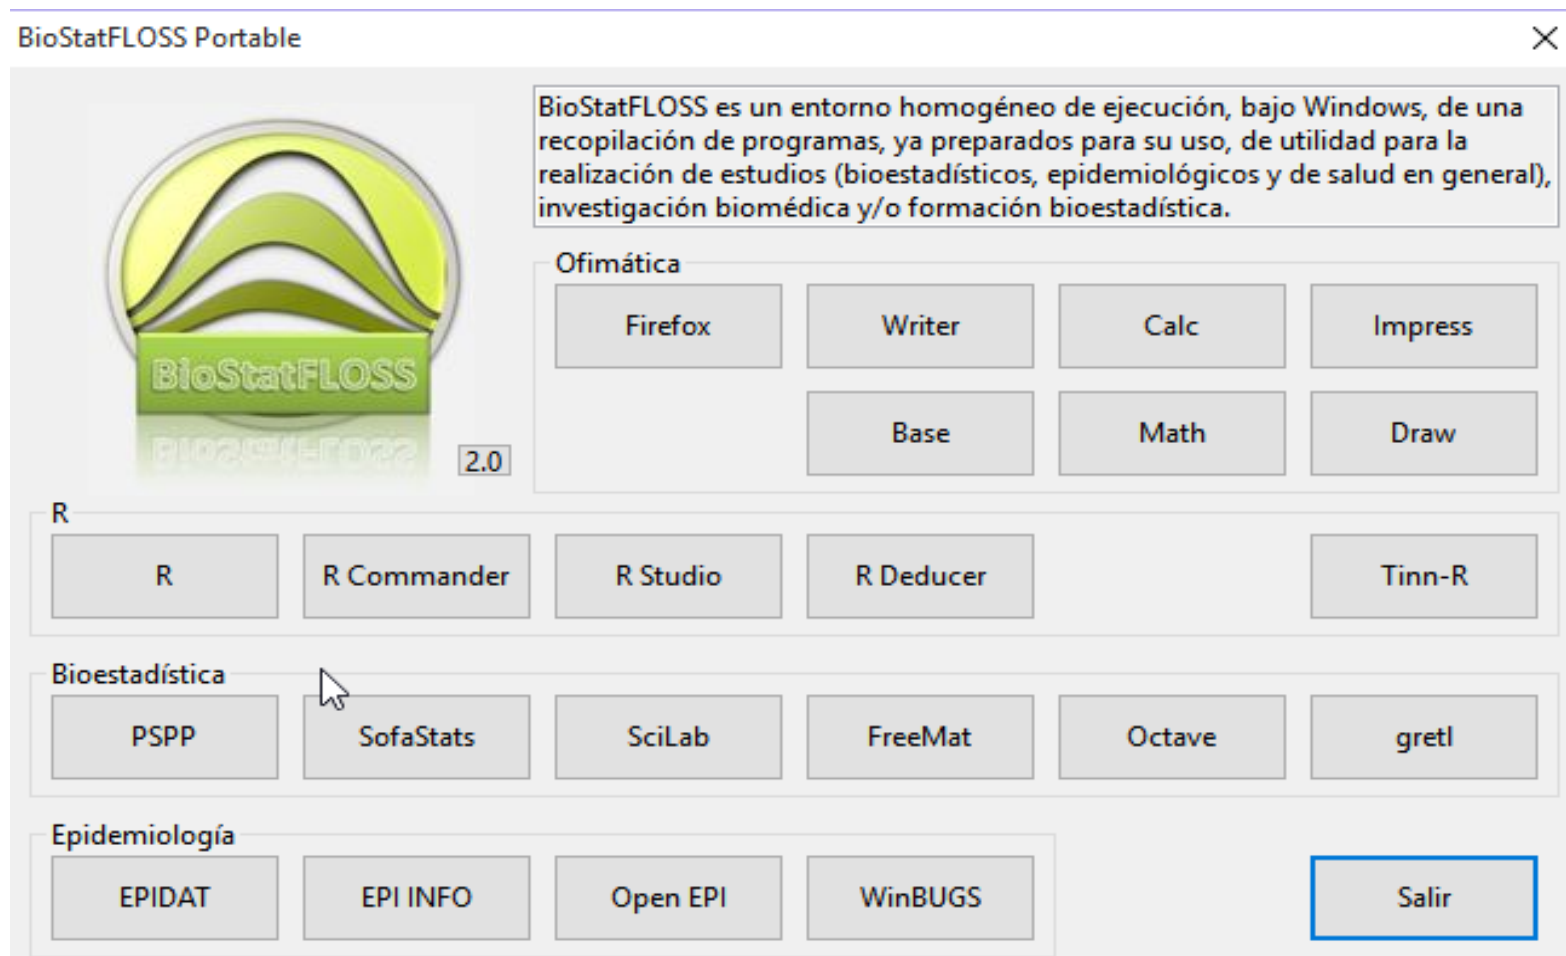 BioStatFLOSS Portable
BioStatFLOSS es un entorno homogéneo de ejecución, bajo Windows, de una
recopilación de programas, ya preparados para su uso, de utilidad para la
realización de estudios (bioestadísticos, epidemiológicos y de salud en general),
investigación biomédica y/o formación bioestadística.
BioStatFLOSS
2.0
Ofimática
Firefox Writer Calc Impress
Base Math Draw
R
R R Commander R Studio R Deducer Tinn-R
Bioestadística
PSPP SofaStats SciLab FreeMat Octave gretl
Epidemiología
EPIDAT EPI INFO Open EPI WinBUGS Salir